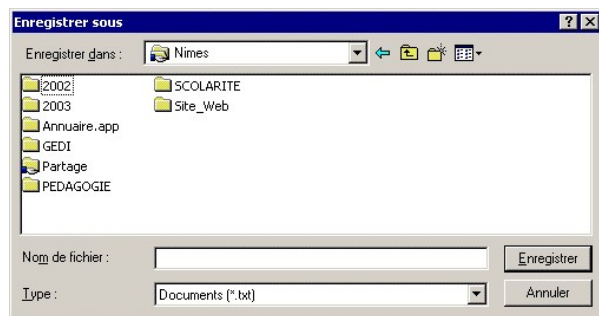 Enregistrer sous
Enregistrer dans :
Nimes
2002
2003
Annuaire.app
GEDI
Partage
PEDAGOGIE
SCOLARITE
Site_Web
Nom de fichier :
Enregistrer
Type :
Documents (*.txt)
Annuler